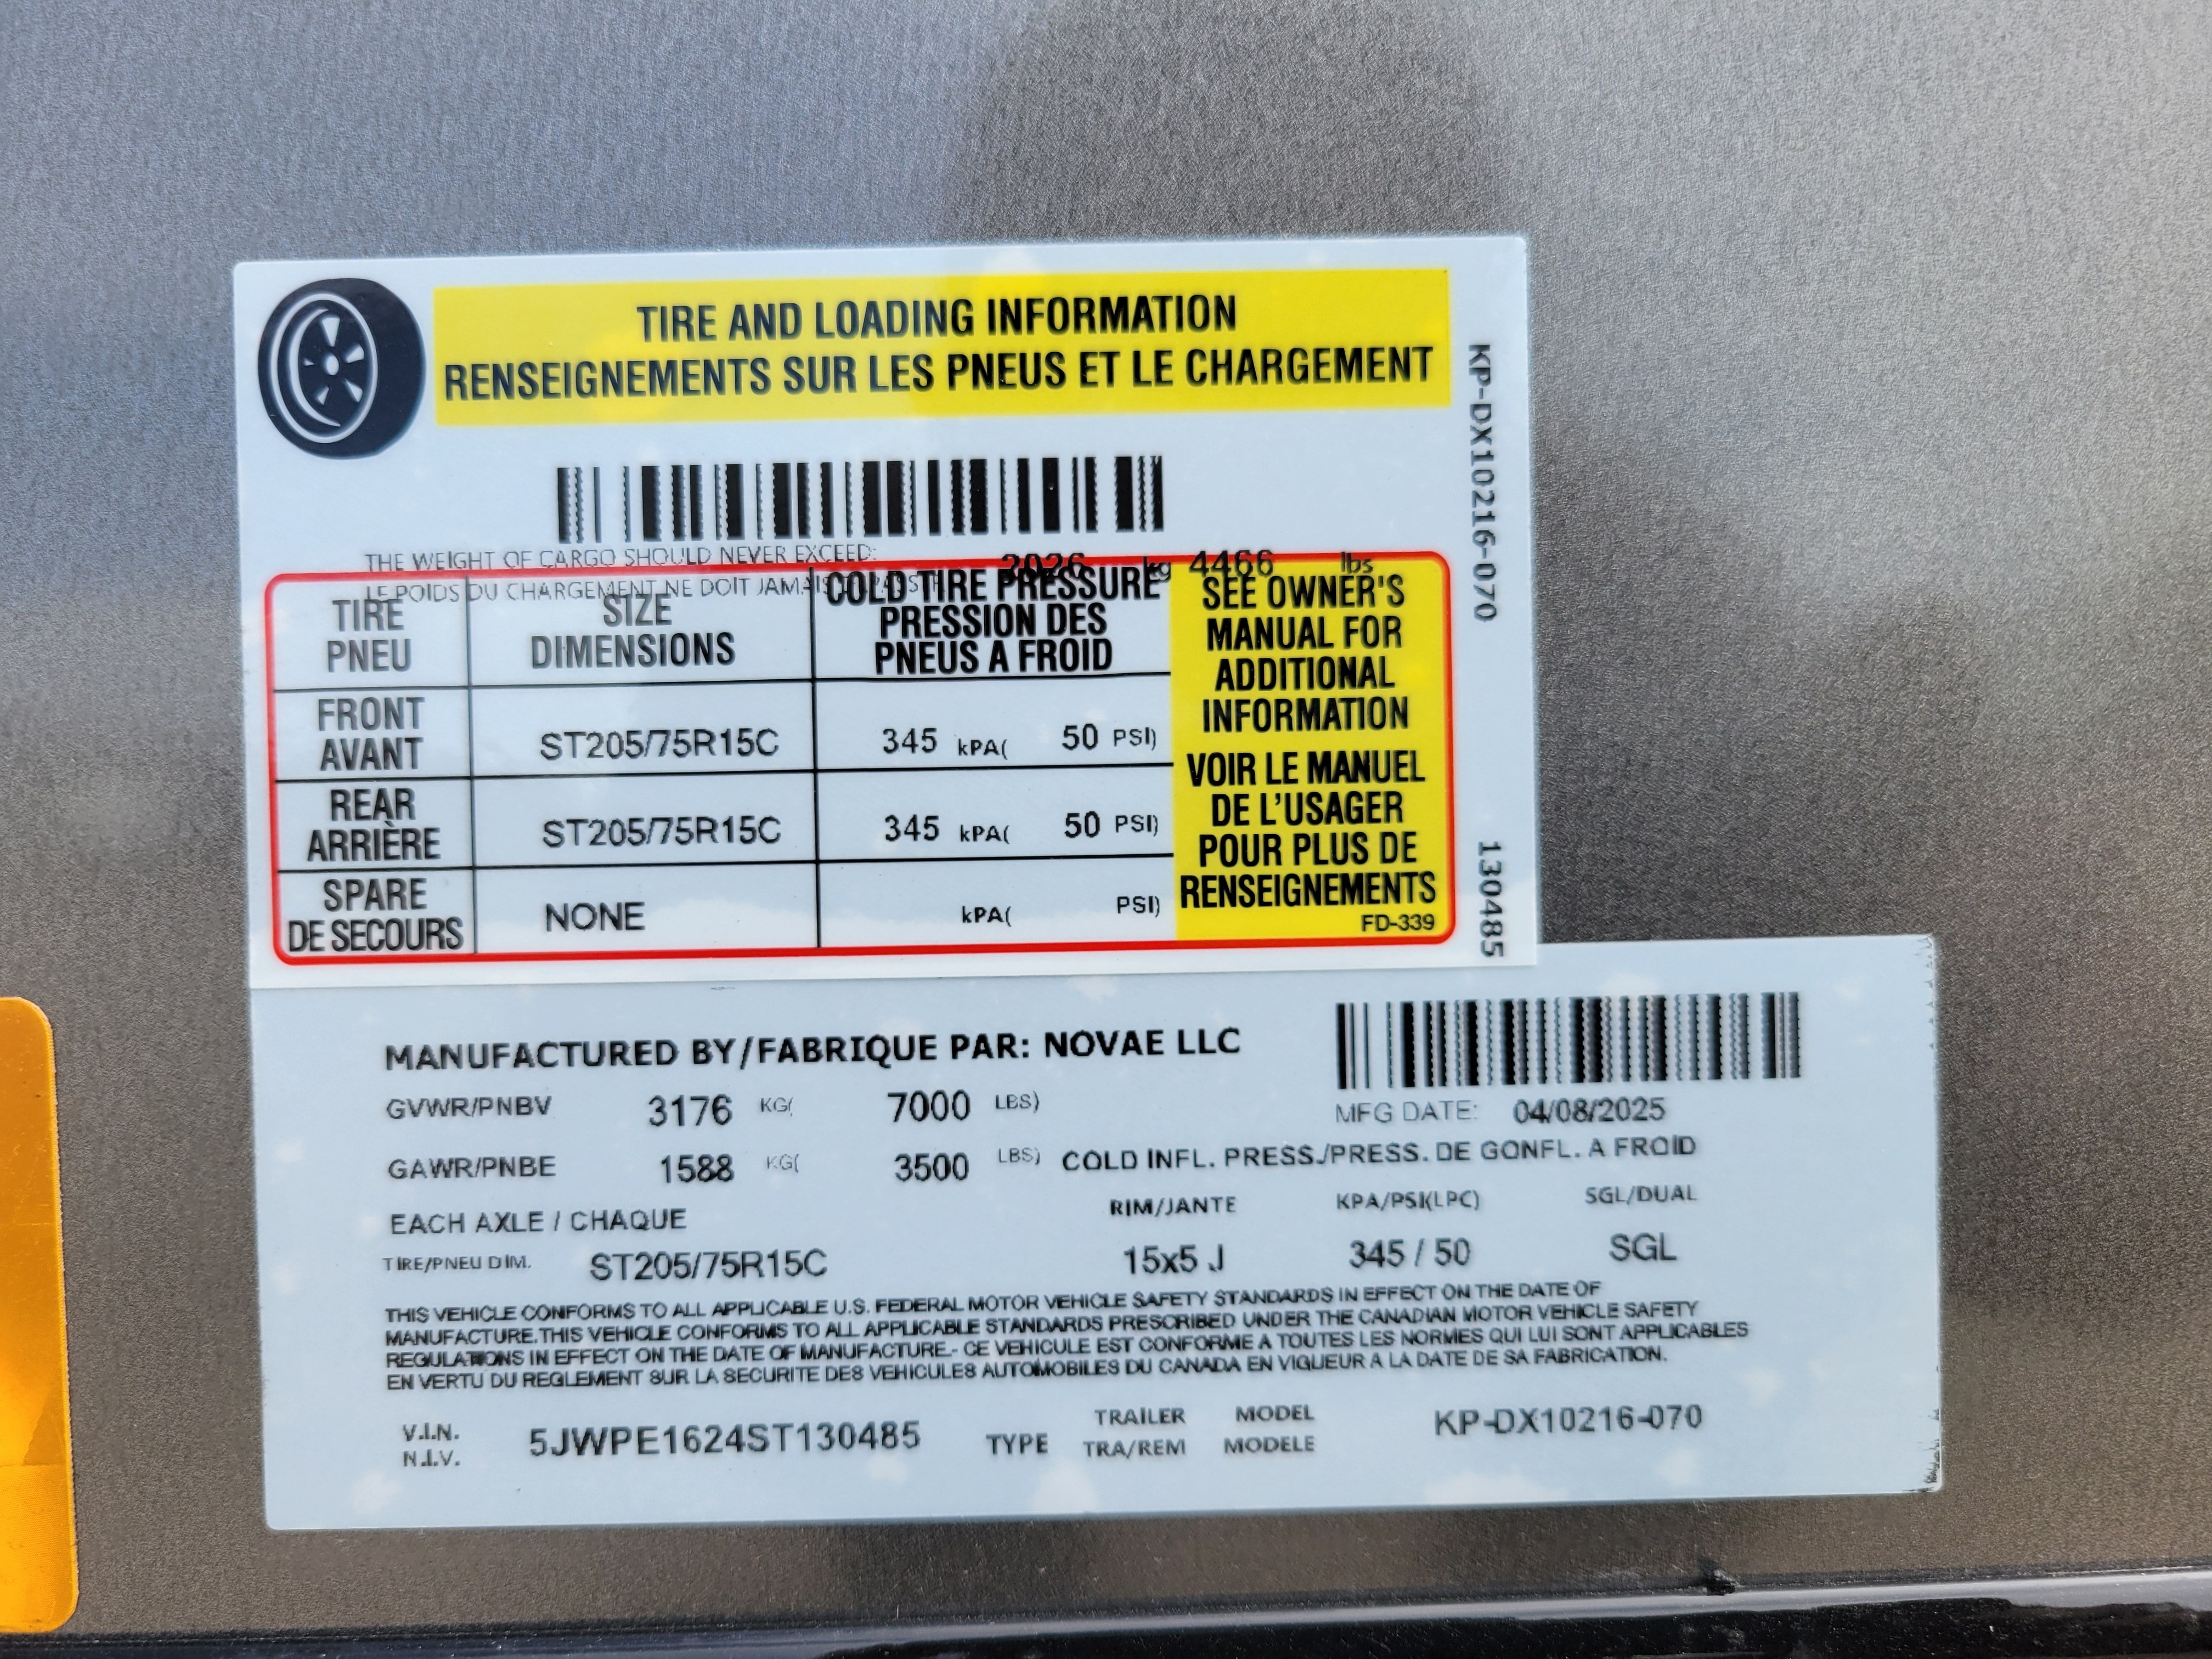 TIRE AND LOADING INFORMATION
RENSEIGNEMENTS SUR LES PNEUS ET LE CHARGEMENT
KP-DX10216-070
130485
THE WEIGHT OF CARGO SHOULD NEVER EXCEED: 2026 kg 4466 lbs
LE POIDS DU CHARGEMENT NE DOIT JAMAIS
TIRE
PNEU
SIZE
DIMENSIONS
COLD TIRE PRESSURE
PRESSION DES
PNEUS A FROID
SEE OWNER'S
MANUAL FOR
ADDITIONAL
INFORMATION
VOIR LE MANUEL
DE L'USAGER
POUR PLUS DE
RENSEIGNEMENTS
FD-339
FRONT
AVANT
ST205/75R15C 345 kPA( 50 PSI)
REAR
ARRIÈRE
ST205/75R15C 345 kPA( 50 PSI)
SPARE
DE SECOURS
NONE kPA( PSI)
MANUFACTURED BY/FABRIQUE PAR: NOVAE LLC
GVWR/PNBV 3176 KG( 7000 LBS)
MFG DATE: 04/08/2025
GAWR/PNBE 1588 KG( 3500 LBS) COLD INFL. PRESS./PRESS. DE GONFL. A FROID
EACH AXLE / CHAQUE RIM/JANTE KPA/PSI(LPC) SGL/DUAL
TIRE/PNEU DIM. ST205/75R15C 15x5 J 345 / 50 SGL
THIS VEHICLE CONFORMS TO ALL APPLICABLE U.S. FEDERAL MOTOR VEHICLE SAFETY STANDARDS IN EFFECT ON THE DATE OF
MANUFACTURE.THIS VEHICLE CONFORMS TO ALL APPLICABLE STANDARDS PRESCRIBED UNDER THE CANADIAN MOTOR VEHICLE SAFETY
REGULATIONS IN EFFECT ON THE DATE OF MANUFACTURE.- CE VEHICULE EST CONFORME A TOUTES LES NORMES QUI LUI SONT APPLICABLES
EN VERTU DU REGLEMENT SUR LA SECURITE DES VEHICULES AUTOMOBILES DU CANADA EN VIGUEUR A LA DATE DE SA FABRICATION.
V.I.N.
N.I.V.
5JWPE1624ST130485
TYPE
TRAILER
TRA/REM
MODEL
MODELE
KP-DX10216-070